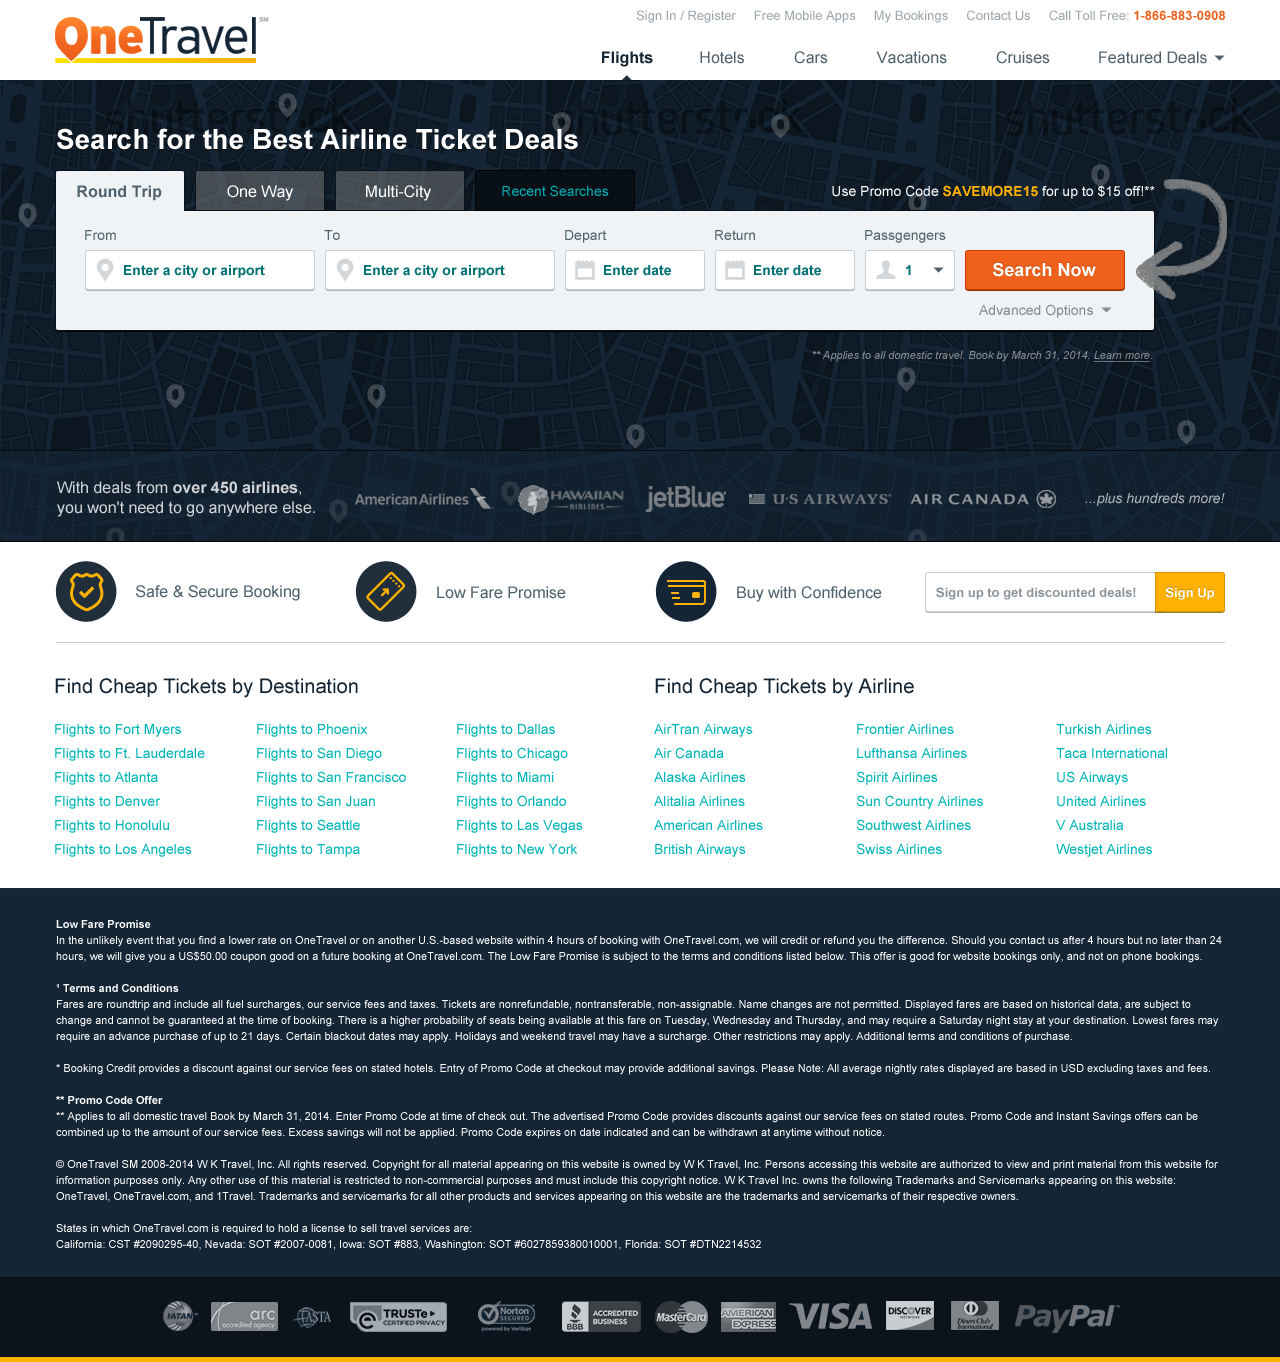 OneTravel SM
Sign In / Register Free Mobile Apps My Bookings Contact Us Call Toll Free: 1-866-883-0908
Flights Hotels Cars Vacations Cruises Featured Deals
shutterstock shutterstock shutterstock
Search for the Best Airline Ticket Deals
Round Trip One Way Multi-City Recent Searches Use Promo Code SAVEMORE15 for up to $15 off!**
From To Depart Return Passgengers
Enter a city or airport Enter a city or airport Enter date Enter date 1 Search Now
Advanced Options
** Applies to all domestic travel. Book by March 31, 2014. Learn more.
With deals from over 450 airlines,
you won't need to go anywhere else.
AmericanAirlines HAWAIIAN AIRLINES jetBlue U·S AIRWAYS AIR CANADA ...plus hundreds more!
Safe & Secure Booking Low Fare Promise Buy with Confidence Sign up to get discounted deals! Sign Up
Find Cheap Tickets by Destination Find Cheap Tickets by Airline
Flights to Fort Myers Flights to Phoenix Flights to Dallas AirTran Airways Frontier Airlines Turkish Airlines
Flights to Ft. Lauderdale Flights to San Diego Flights to Chicago Air Canada Lufthansa Airlines Taca International
Flights to Atlanta Flights to San Francisco Flights to Miami Alaska Airlines Spirit Airlines US Airways
Flights to Denver Flights to San Juan Flights to Orlando Alitalia Airlines Sun Country Airlines United Airlines
Flights to Honolulu Flights to Seattle Flights to Las Vegas American Airlines Southwest Airlines V Australia
Flights to Los Angeles Flights to Tampa Flights to New York British Airways Swiss Airlines Westjet Airlines
Low Fare Promise
In the unlikely event that you find a lower rate on OneTravel or on another U.S.-based website within 4 hours of booking with OneTravel.com, we will credit or refund you the difference. Should you contact us after 4 hours but no later than 24
hours, we will give you a US$50.00 coupon good on a future booking at OneTravel.com. The Low Fare Promise is subject to the terms and conditions listed below. This offer is good for website bookings only, and not on phone bookings.
¹ Terms and Conditions
Fares are roundtrip and include all fuel surcharges, our service fees and taxes. Tickets are nonrefundable, nontransferable, non-assignable. Name changes are not permitted. Displayed fares are based on historical data, are subject to
change and cannot be guaranteed at the time of booking. There is a higher probability of seats being available at this fare on Tuesday, Wednesday and Thursday, and may require a Saturday night stay at your destination. Lowest fares may
require an advance purchase of up to 21 days. Certain blackout dates may apply. Holidays and weekend travel may have a surcharge. Other restrictions may apply. Additional terms and conditions of purchase.
* Booking Credit provides a discount against our service fees on stated hotels. Entry of Promo Code at checkout may provide additional savings. Please Note: All average nightly rates displayed are based in USD excluding taxes and fees.
** Promo Code Offer
** Applies to all domestic travel Book by March 31, 2014. Enter Promo Code at time of check out. The advertised Promo Code provides discounts against our service fees on stated routes. Promo Code and Instant Savings offers can be
combined up to the amount of our service fees. Excess savings will not be applied. Promo Code expires on date indicated and can be withdrawn at anytime without notice.
© OneTravel SM 2008-2014 W K Travel, Inc. All rights reserved. Copyright for all material appearing on this website is owned by W K Travel, Inc. Persons accessing this website are authorized to view and print material from this website for
information purposes only. Any other use of this material is restricted to non-commercial purposes and must include this copyright notice. W K Travel Inc. owns the following Trademarks and Servicemarks appearing on this website:
OneTravel, OneTravel.com, and 1Travel. Trademarks and servicemarks for all other products and services appearing on this website are the trademarks and servicemarks of their respective owners.
States in which OneTravel.com is required to hold a license to sell travel services are:
California: CST #2090295-40, Nevada: SOT #2007-0081, Iowa: SOT #883, Washington: SOT #6027859380010001, Florida: SOT #DTN2214532
IATAN arc accredited agency ASTA TRUSTe CERTIFIED PRIVACY Norton SECURED powered by VeriSign BBB ACCREDITED BUSINESS MasterCard AMERICAN EXPRESS VISA DISCOVER NETWORK Diners Club International PayPal